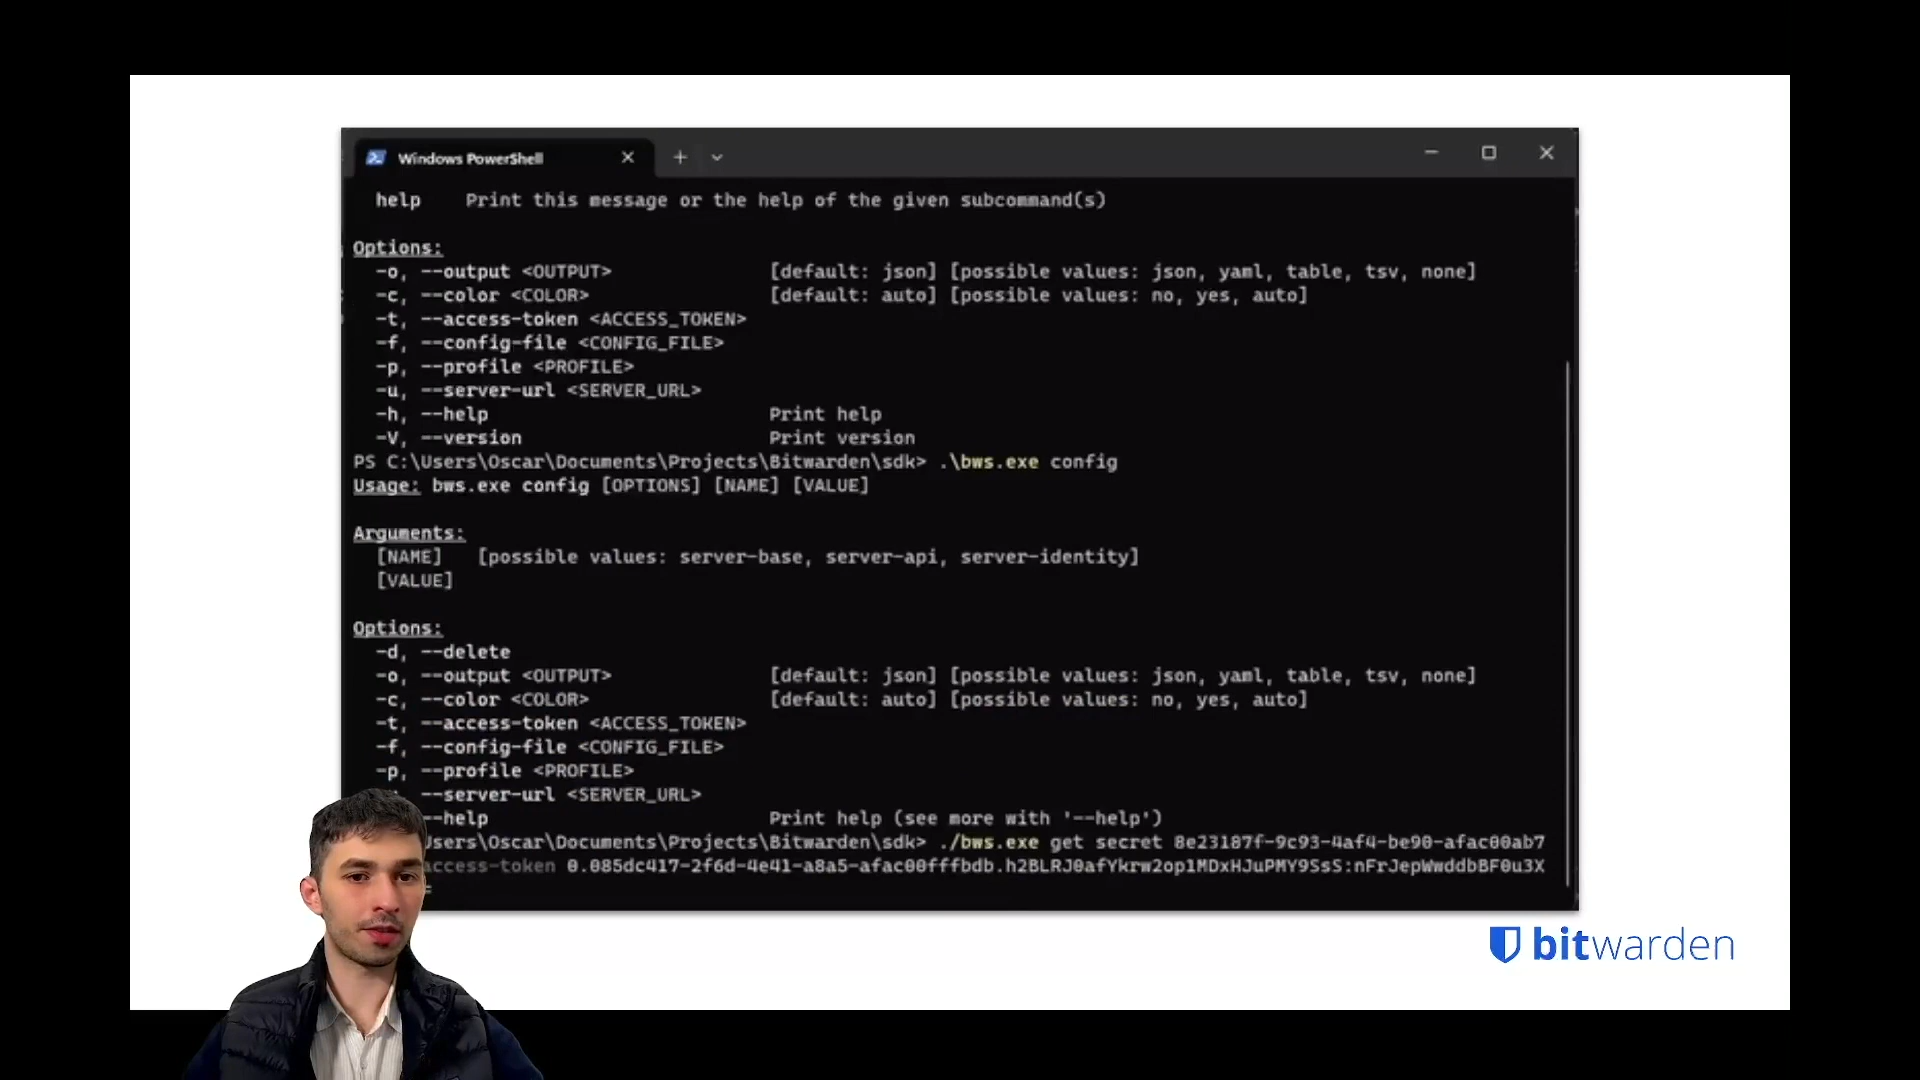 Windows PowerShell
help Print this message or the help of the given subcommand(s)
Options:
-o, --output <OUTPUT> [default: json] [possible values: json, yaml, table, tsv, none]
-c, --color <COLOR> [default: auto] [possible values: no, yes, auto]
-t, --access-token <ACCESS_TOKEN>
-f, --config-file <CONFIG_FILE>
-p, --profile <PROFILE>
-u, --server-url <SERVER_URL>
-h, --help Print help
-V, --version Print version
PS C:\Users\Oscar\Documents\Projects\Bitwarden\sdk> .\bws.exe config
Usage: bws.exe config [OPTIONS] [NAME] [VALUE]
Arguments:
[NAME] [possible values: server-base, server-api, server-identity]
[VALUE]
Options:
-d, --delete
-o, --output <OUTPUT> [default: json] [possible values: json, yaml, table, tsv, none]
-c, --color <COLOR> [default: auto] [possible values: no, yes, auto]
-t, --access-token <ACCESS_TOKEN>
-f, --config-file <CONFIG_FILE>
-p, --profile <PROFILE>
--server-url <SERVER_URL>
--help Print help (see more with '--help')
Users\Oscar\Documents\Projects\Bitwarden\sdk> ./bws.exe get secret 8e23187f-9c93-4af4-be90-afac00ab7
ccess-token 0.085dc417-2f6d-4e41-a8a5-afac00fffbdb.h2BLRJ0afYkrw2op1MDxHJuPMY9SsS:nFrJepWwddbBF0u3X
bitwarden